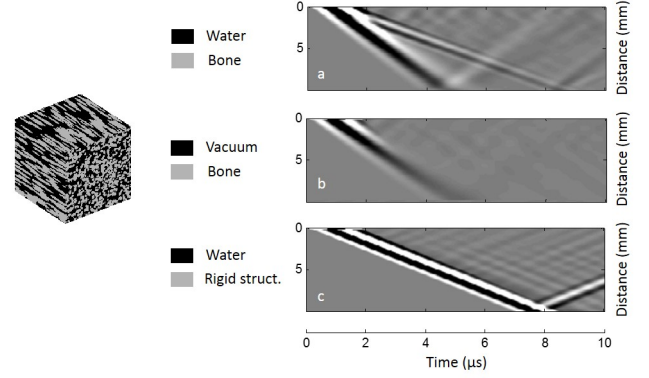 Water
Bone
0
5
a
Distance (mm)
Vacuum
Bone
0
5
b
Distance (mm)
Water
Rigid struct.
0
5
c
Distance (mm)
0 2 4 6 8 10
Time (μs)